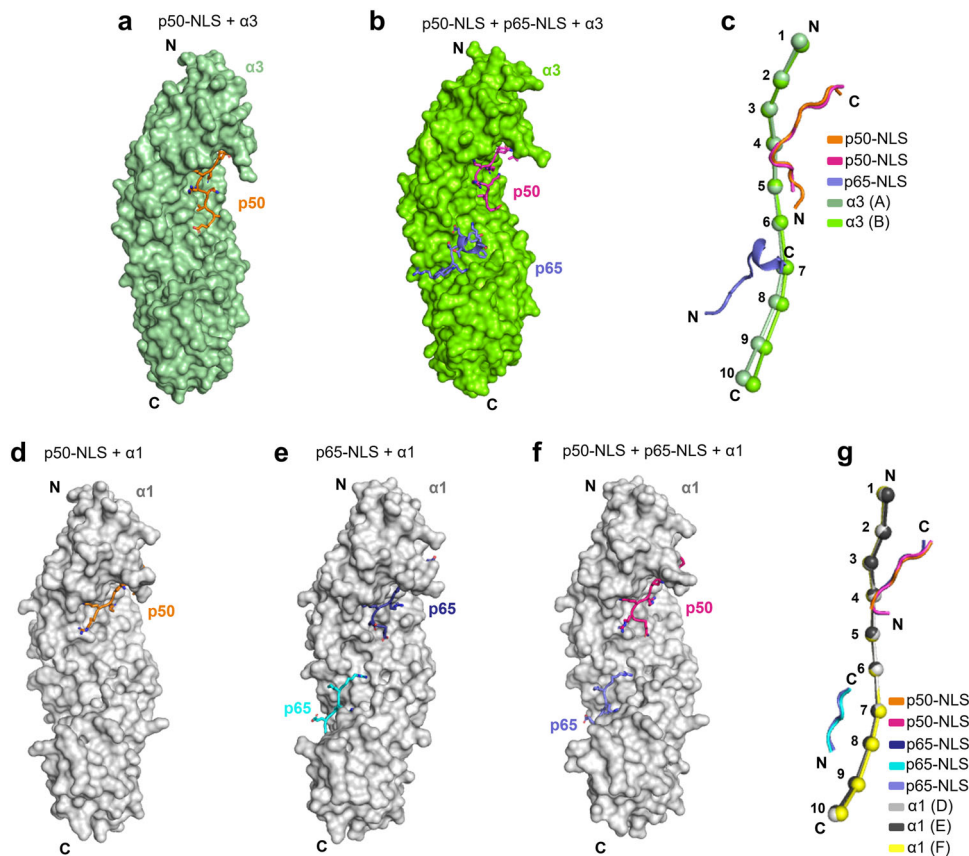 a
p50-NLS + α3
N
α3
p50
C
b
p50-NLS + p65-NLS + α3
N
α3
p50
p65
C
c
N
1
2
3
C
4
5
N
6
C
7
N
8
9
10
C
p50-NLS
p50-NLS
p65-NLS
α3 (A)
α3 (B)
d
p50-NLS + α1
N
α1
p50
C
e
p65-NLS + α1
N
α1
p65
p65
C
f
p50-NLS + p65-NLS + α1
N
α1
p50
p65
C
g
N
1
2
C
3
4
N
5
6
C
7
8
N
9
10
C
p50-NLS
p50-NLS
p65-NLS
p65-NLS
p65-NLS
α1 (D)
α1 (E)
α1 (F)